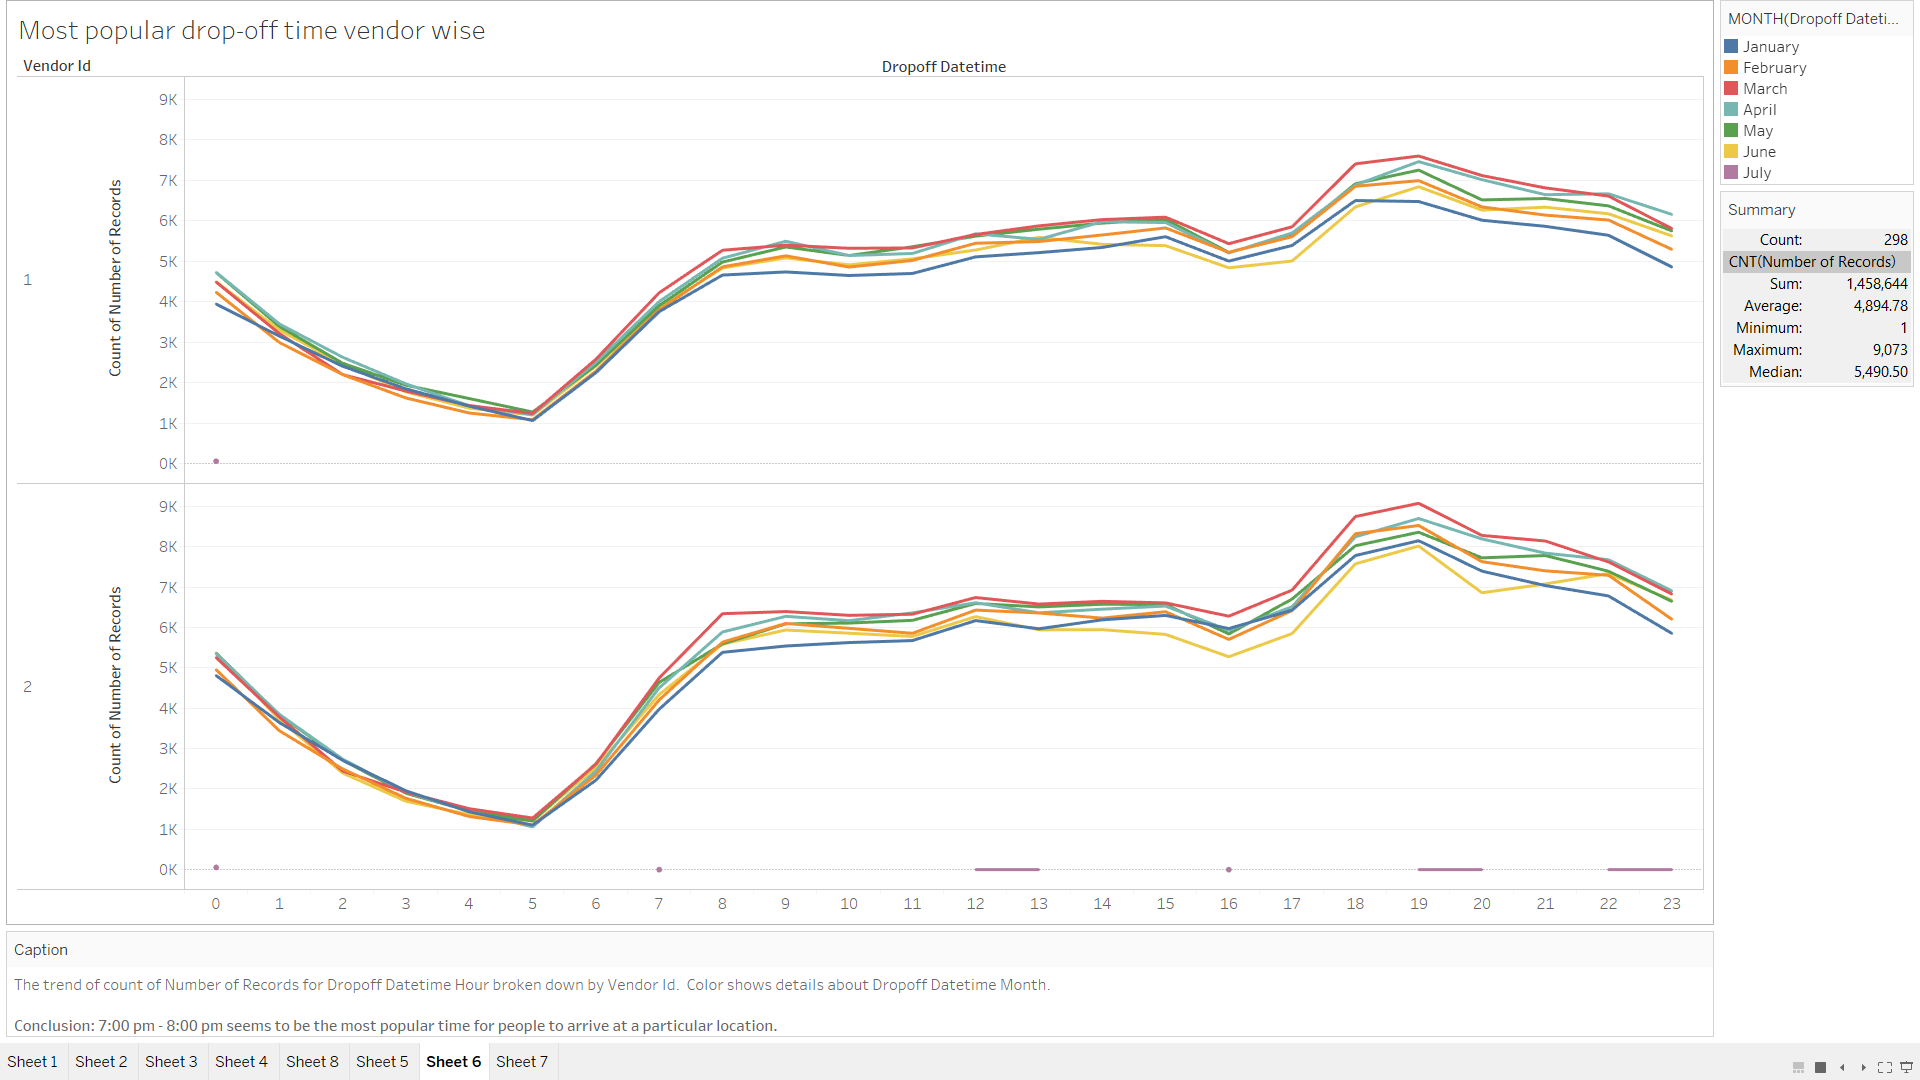 Most popular drop-off time vendor wise
Vendor Id
Dropoff Datetime
1
Count of Number of Records
9K
8K
7K
6K
5K
4K
3K
2K
1K
0K
2
Count of Number of Records
9K
8K
7K
6K
5K
4K
3K
2K
1K
0K
0 1 2 3 4 5 6 7 8 9 10 11 12 13 14 15 16 17 18 19 20 21 22 23
MONTH(Dropoff Dateti...
January
February
March
April
May
June
July
Summary
Count: 298
CNT(Number of Records)
Sum: 1,458,644
Average: 4,894.78
Minimum: 1
Maximum: 9,073
Median: 5,490.50
Caption
The trend of count of Number of Records for Dropoff Datetime Hour broken down by Vendor Id.  Color shows details about Dropoff Datetime Month.
Conclusion: 7:00 pm - 8:00 pm seems to be the most popular time for people to arrive at a particular location.
Sheet 1 Sheet 2 Sheet 3 Sheet 4 Sheet 8 Sheet 5 Sheet 6 Sheet 7